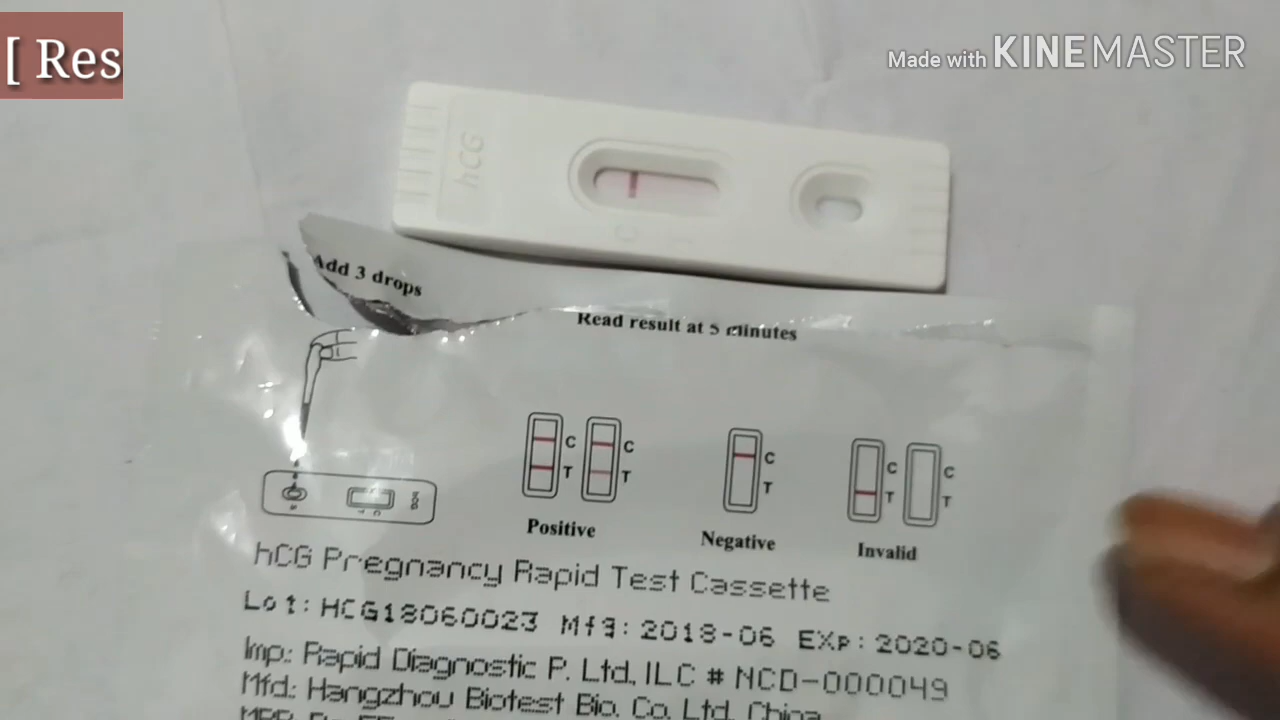 [ Res
Made with KINEMASTER
hCG
C
Add 3 drops
Read result at 5 minutes
C
T
C
T
C
T
C
T
C
T
Positive
Negative
Invalid
hCG Pregnancy Rapid Test Cassette
Lot: HCG18060023 Mfg: 2018-06 EXp: 2020-06
Imp.: Rapid Diagnostic P. Ltd, ILC # NCD-000049
Mfd.: Hangzhou Biotest Bio. Co. Ltd, China